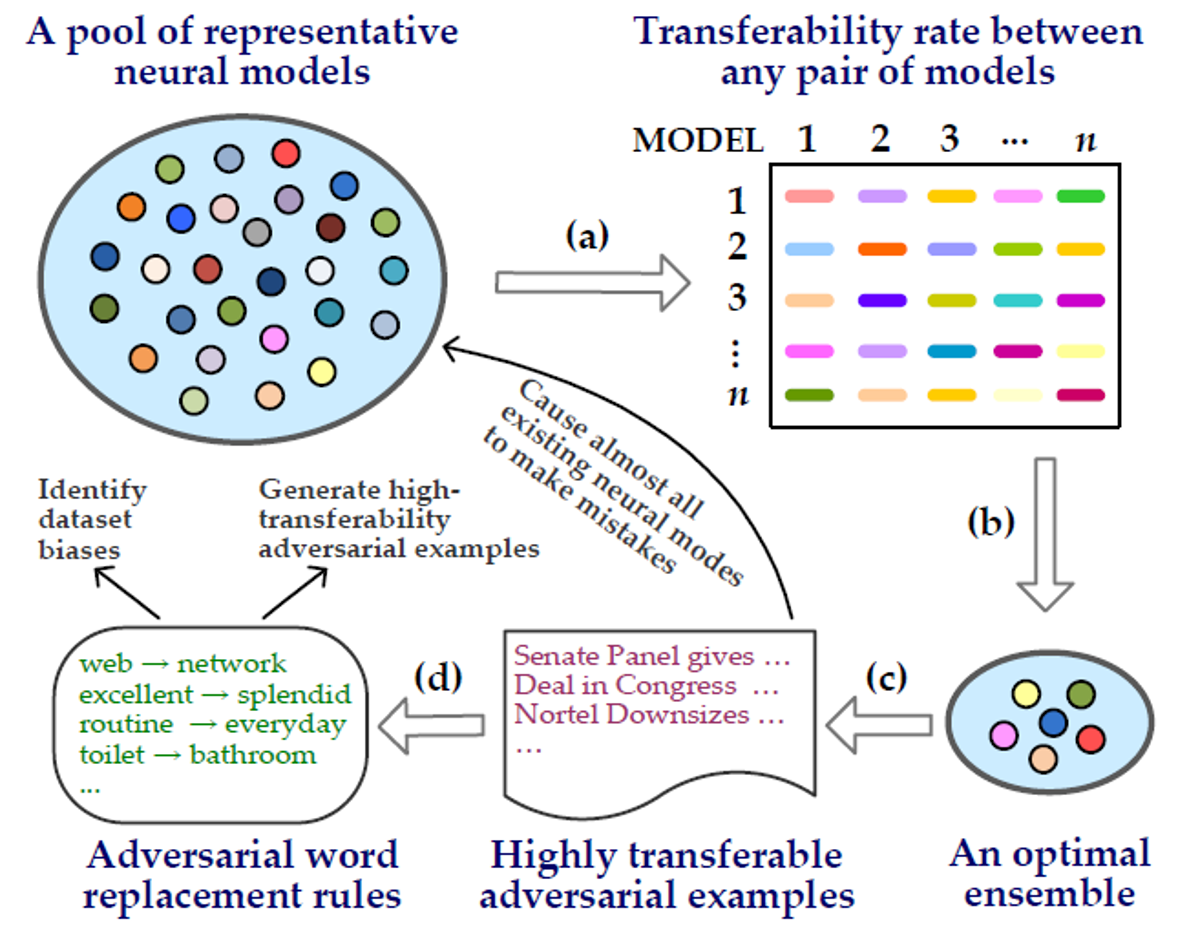 A pool of representative
neural models
Transferability rate between
any pair of models
MODEL 1 2 3 ... n
1
2
3
⋮
n
(a)
Cause almost all
existing neural modes
to make mistakes
(b)
Identify
dataset
biases
Generate high-
transferability
adversarial examples
web → network
excellent → splendid
routine → everyday
toilet → bathroom
...
(d)
Senate Panel gives ...
Deal in Congress ...
Nortel Downsizes ...
...
(c)
Adversarial word
replacement rules
Highly transferable
adversarial examples
An optimal
ensemble